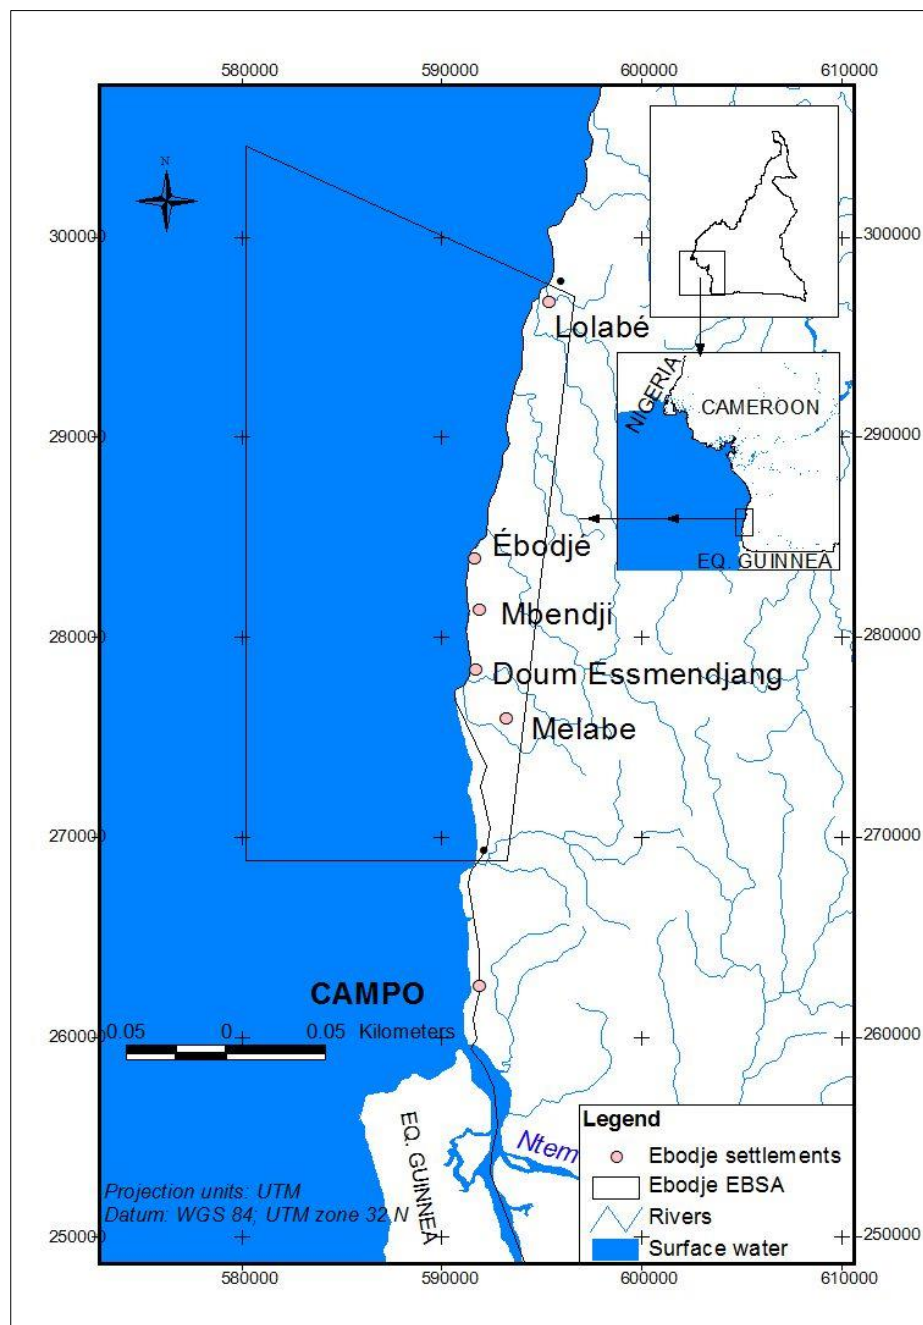 580000 590000 600000 610000
N
300000 300000
Lolabé
NIGERIA
CAMEROON
290000 290000
EQ. GUINNEA
Ébodjé
Mbendji
280000 280000
Doum Essmendjang
Melabe
270000 270000
CAMPO
260000 260000
0.05 0 0.05 Kilometers
EQ. GUINNEA
Ntem
Legend
Ebodje settlements
Ebodje EBSA
Rivers
Surface water
Projection units: UTM
Datum: WGS 84; UTM zone 32 N
250000 250000
580000 590000 600000 610000